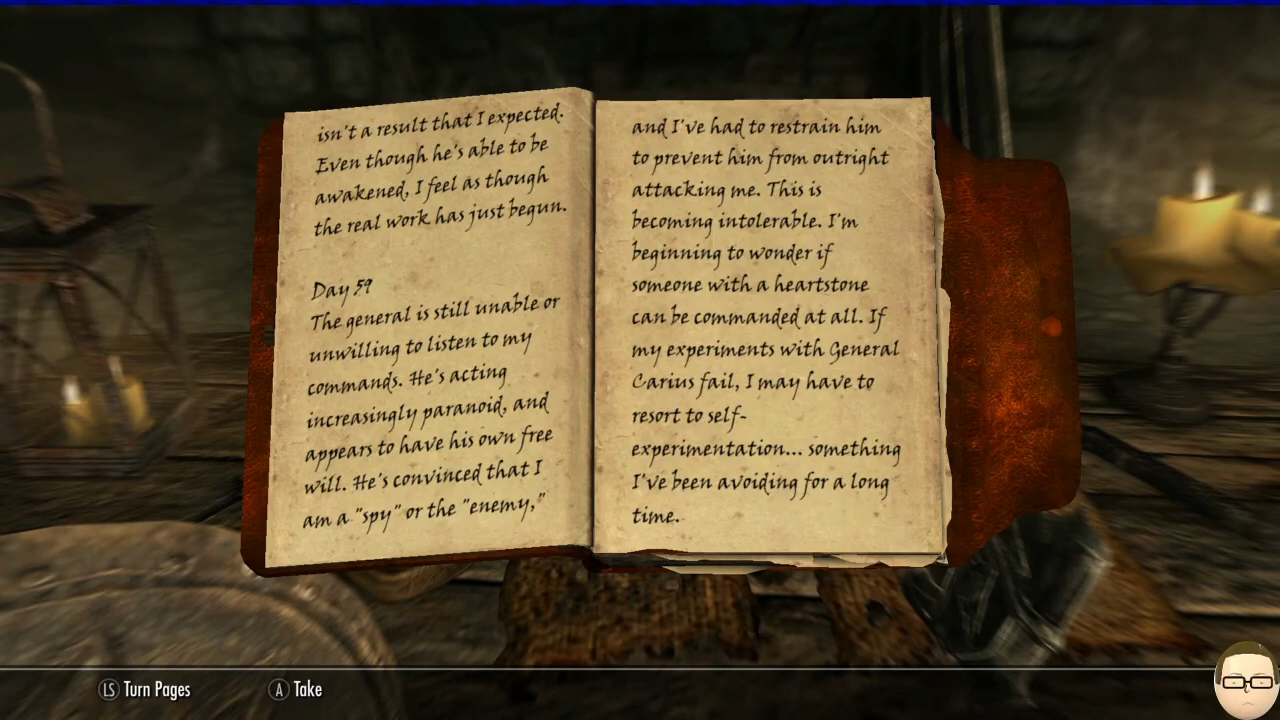 isn't a result that I expected.
Even though he's able to be
awakened, I feel as though
the real work has just begun.
Day 59
The general is still unable or
unwilling to listen to my
commands. He's acting
increasingly paranoid, and
appears to have his own free
will. He's convinced that I
am a "spy" or the "enemy,"
and I've had to restrain him
to prevent him from outright
attacking me. This is
becoming intolerable. I'm
beginning to wonder if
someone with a heartstone
can be commanded at all. If
my experiments with General
Carius fail, I may have to
resort to self-
experimentation... something
I've been avoiding for a long
time.
LS Turn Pages
A Take